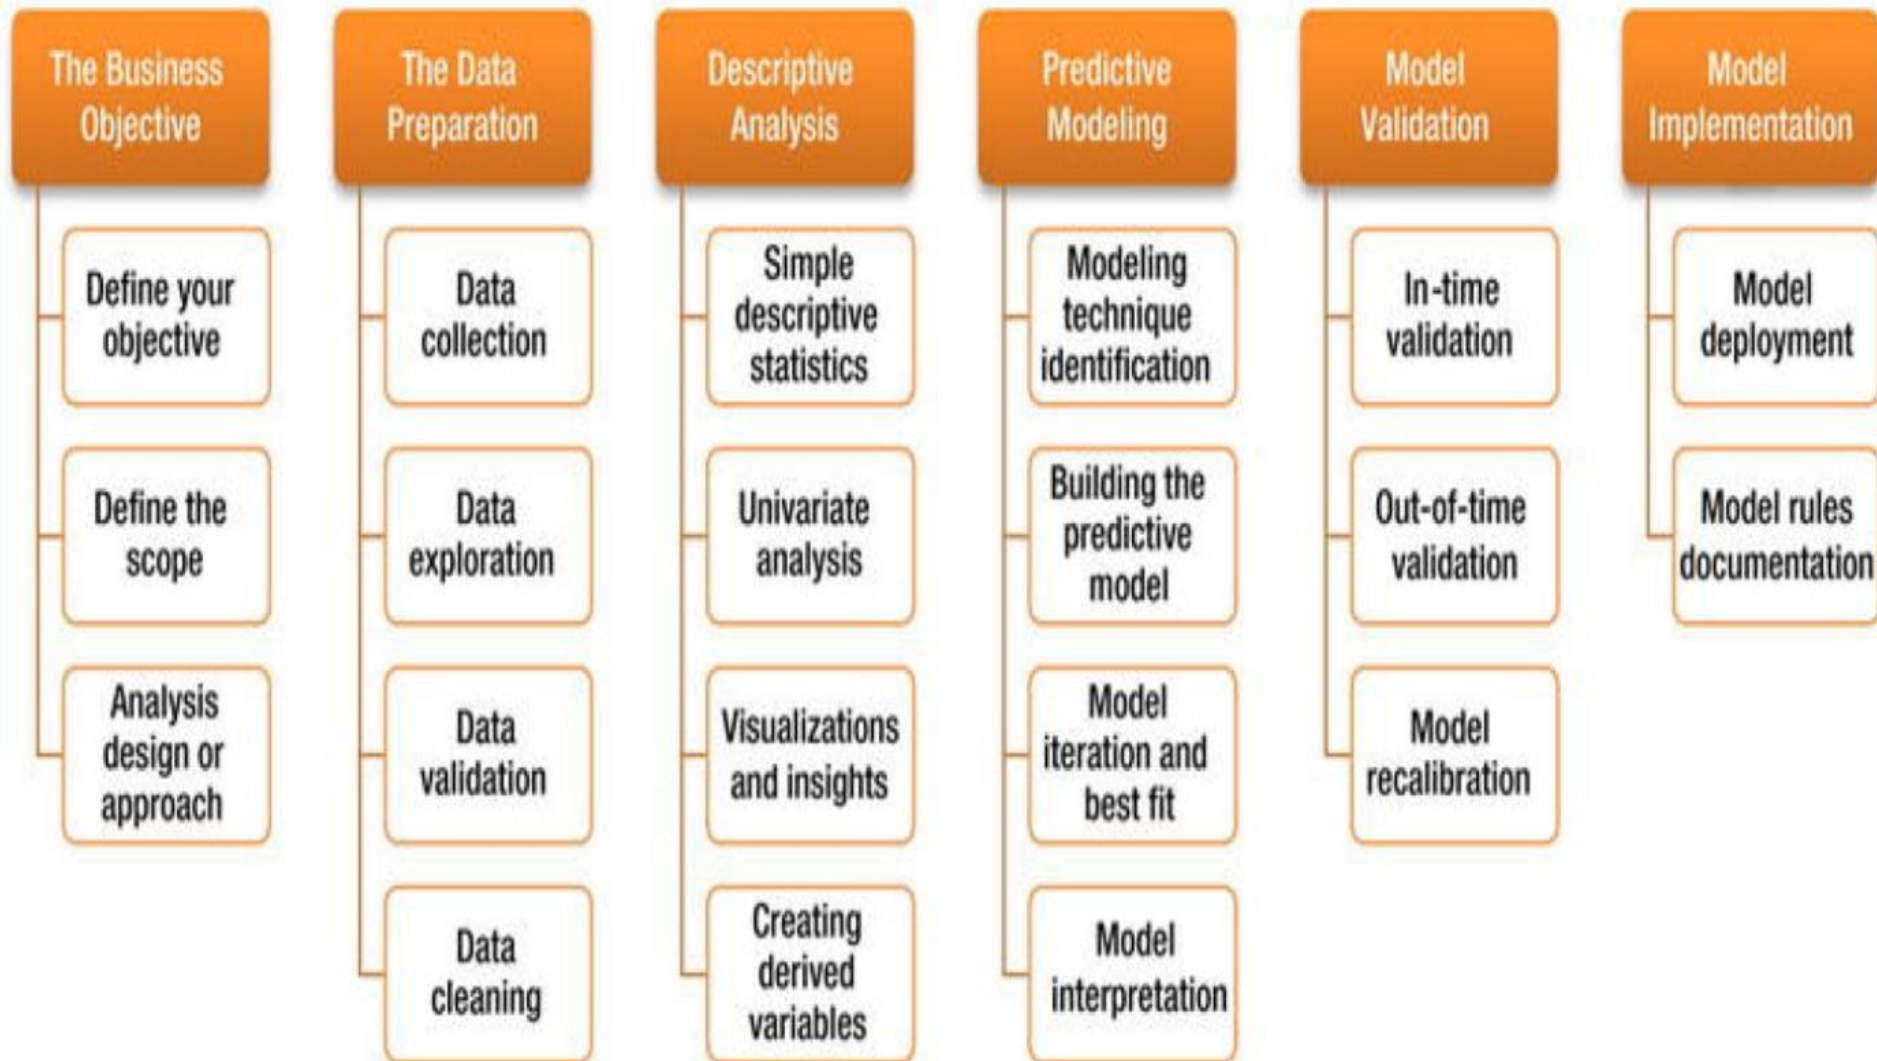 The Business
Objective
Define your
objective
Define the
scope
Analysis
design or
approach
The Data
Preparation
Data
collection
Data
exploration
Data
validation
Data
cleaning
Descriptive
Analysis
Simple
descriptive
statistics
Univariate
analysis
Visualizations
and insights
Creating
derived
variables
Predictive
Modeling
Modeling
technique
identification
Building the
predictive
model
Model
iteration and
best fit
Model
interpretation
Model
Validation
In-time
validation
Out-of-time
validation
Model
recalibration
Model
Implementation
Model
deployment
Model rules
documentation